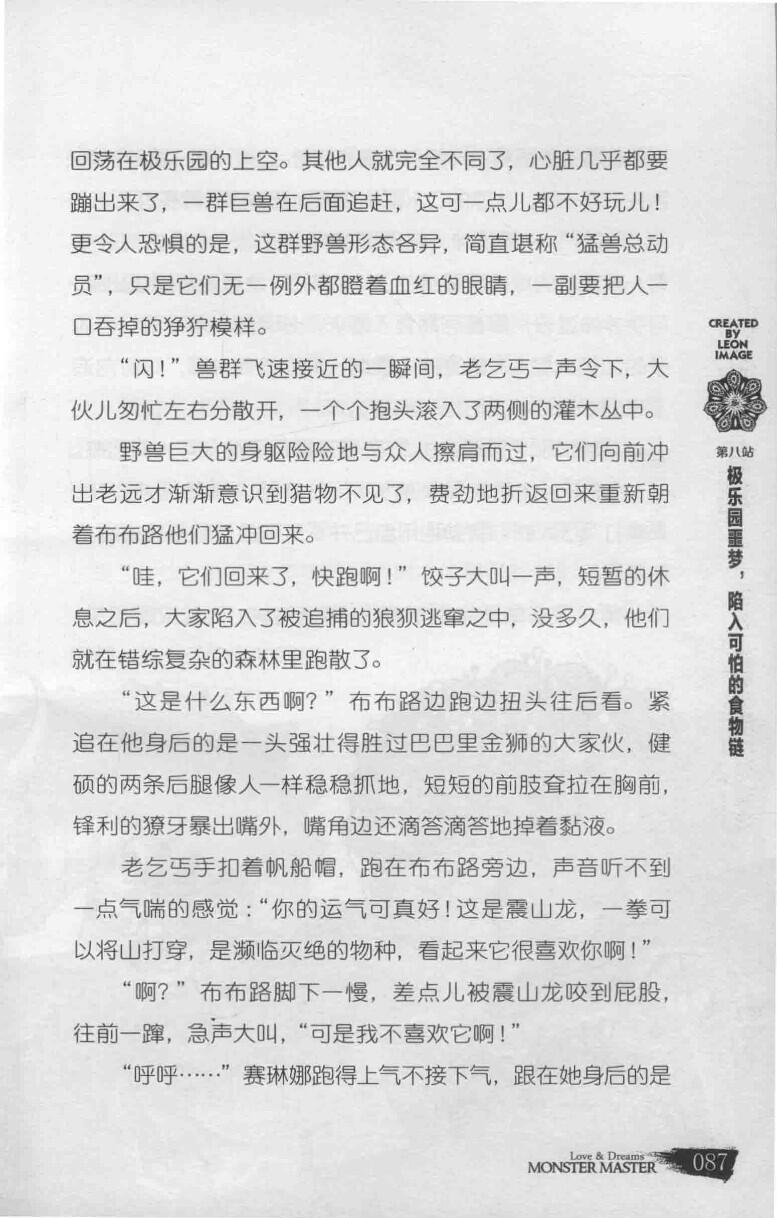 回荡在极乐园的上空。其他人就完全不同了，心脏几乎都要
蹦出来了，一群巨兽在后面追赶，这可一点儿都不好玩儿！
更令人恐惧的是，这群野兽形态各异，简直堪称“猛兽总动
员”，只是它们无一例外都瞪着血红的眼睛，一副要把人一
口吞掉的狰狞模样。
“闪！”兽群飞速接近的一瞬间，老乞丐一声令下，大
伙儿匆忙左右分散开，一个个抱头滚入了两侧的灌木丛中。
野兽巨大的身躯险险地与众人擦肩而过，它们向前冲
出老远才渐渐意识到猎物不见了，费劲地折返回来重新朝
着布布路他们猛冲回来。
“哇，它们回来了，快跑啊！”饺子大叫一声，短暂的休
息之后，大家陷入了被追捕的狼狈逃窜之中，没多久，他们
就在错综复杂的森林里跑散了。
“这是什么东西啊？”布布路边跑边扭头往后看。紧
追在他身后的是一头强壮得胜过巴巴里金狮的大家伙，健
硕的两条后腿像人一样稳稳抓地，短短的前肢耷拉在胸前，
锋利的獠牙暴出嘴外，嘴角边还滴答滴答地掉着黏液。
老乞丐手扣着帆船帽，跑在布布路旁边，声音听不到
一点气喘的感觉：“你的运气可真好！这是震山龙，一拳可
以将山打穿，是濒临灭绝的物种，看起来它很喜欢你啊！”
“啊？”布布路脚下一慢，差点儿被震山龙咬到屁股，
往前一蹿，急声大叫，“可是我不喜欢它啊！”
“呼呼……”赛琳娜跑得上气不接下气，跟在她身后的是
CREATED
BY
LEON
IMAGE
第八站
极乐园噩梦，陷入可怕的食物链
Love & Dreams
MONSTER MASTER
087